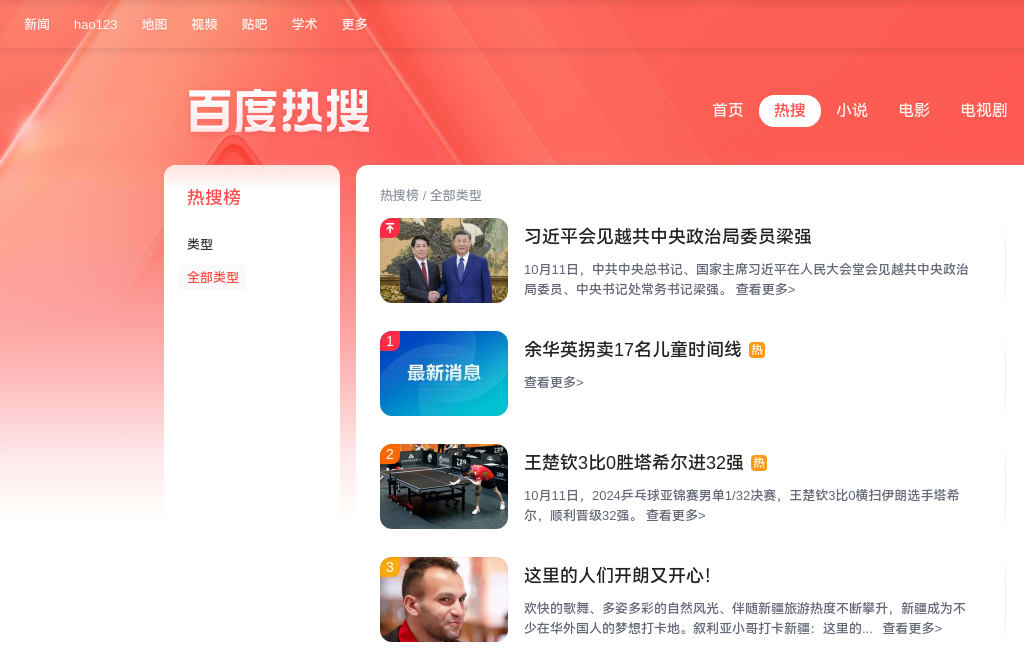 新闻 hao123 地图 视频 贴吧 学术 更多
百度热搜
首页 热搜 小说 电影 电视剧
热搜榜
类型
全部类型
热搜榜 / 全部类型
习近平会见越共中央政治局委员梁强
10月11日，中共中央总书记、国家主席习近平在人民大会堂会见越共中央政治
局委员、中央书记处常务书记梁强。 查看更多>
1
最新消息
余华英拐卖17名儿童时间线 热
查看更多>
2
王楚钦3比0胜塔希尔进32强 热
10月11日，2024乒乓球亚锦赛男单1/32决赛，王楚钦3比0横扫伊朗选手塔希
尔，顺利晋级32强。 查看更多>
3
这里的人们开朗又开心！
欢快的歌舞、多姿多彩的自然风光、伴随新疆旅游热度不断攀升，新疆成为不
少在华外国人的梦想打卡地。叙利亚小哥打卡新疆：这里的... 查看更多>